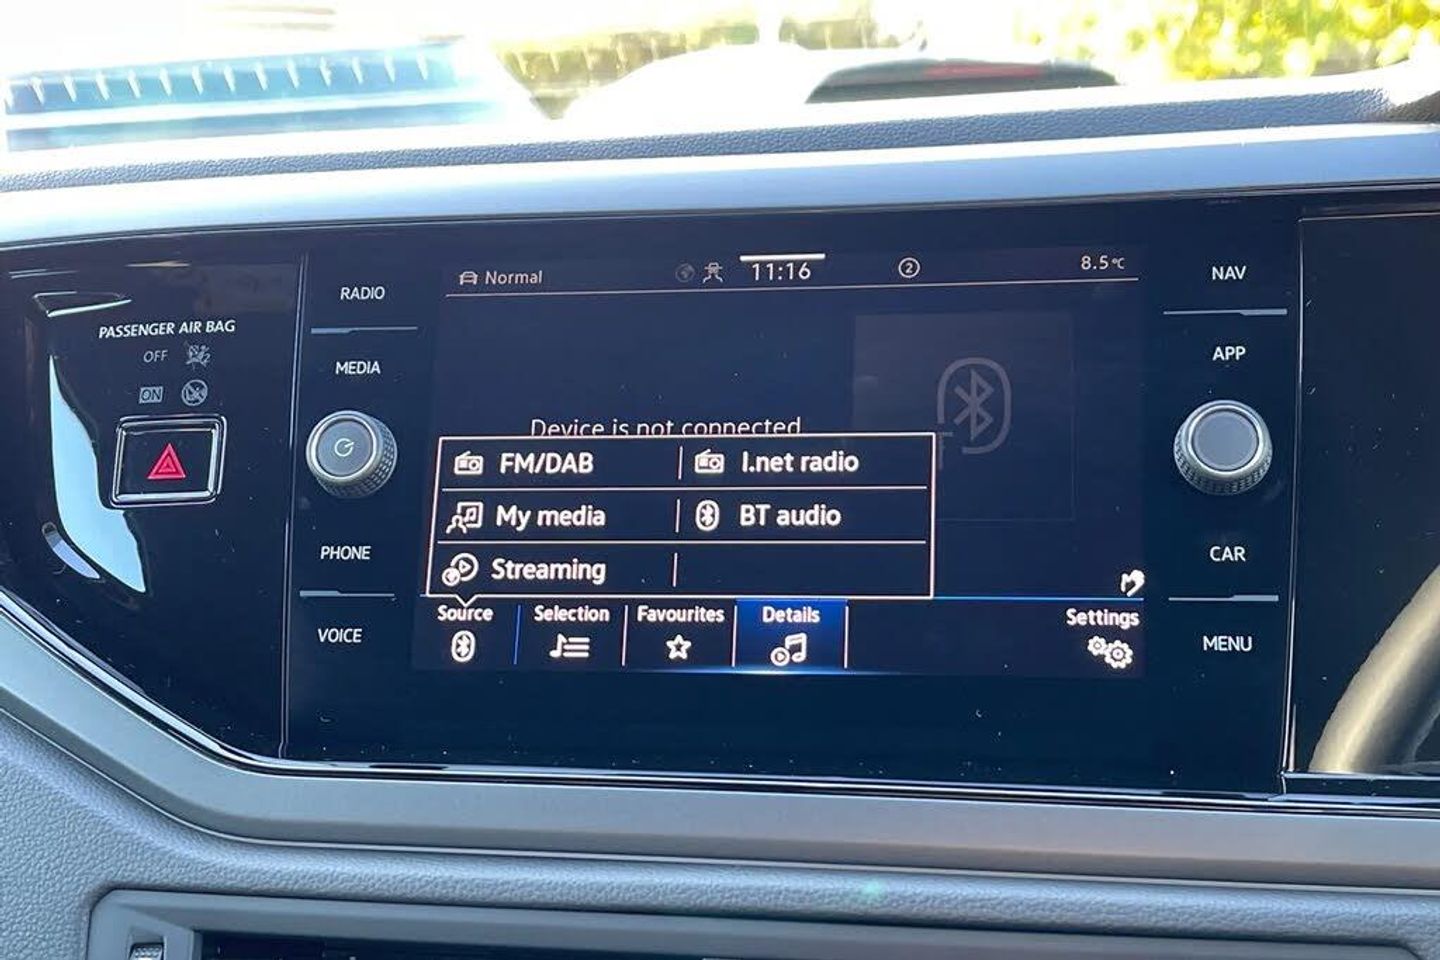 PASSENGER AIR BAG
OFF
ON
RADIO
MEDIA
PHONE
VOICE
Normal
11:16
2
8.5°C
Device is not connected
FM/DAB
I.net radio
My media
BT audio
Streaming
Source
Selection
Favourites
Details
Settings
NAV
APP
CAR
MENU